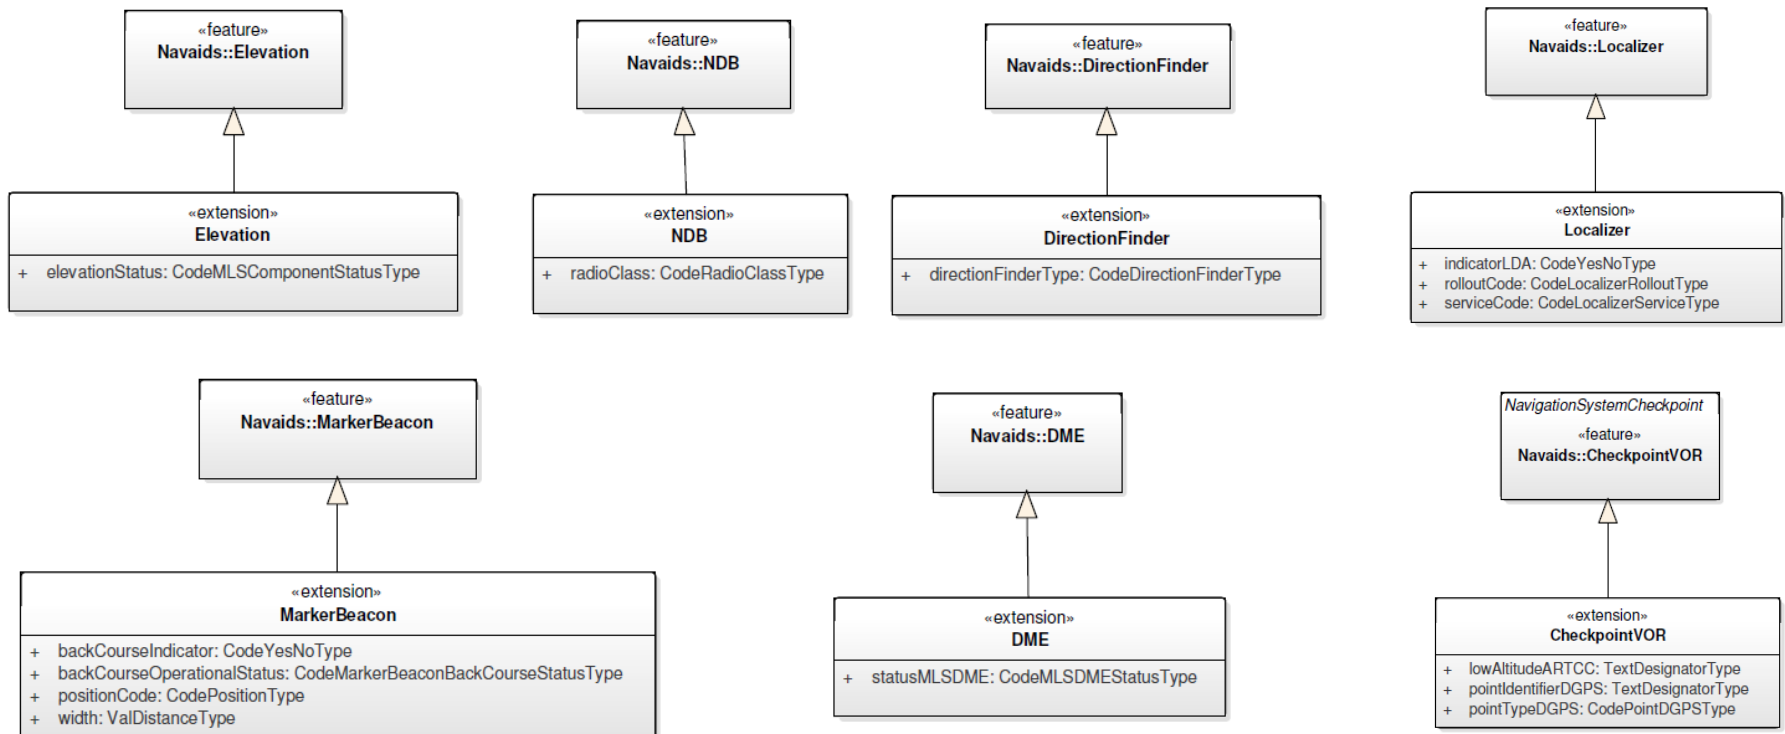 «feature»
Navaids::Elevation
«extension»
Elevation
+ elevationStatus: CodeMLSComponentStatusType
«feature»
Navaids::NDB
«extension»
NDB
+ radioClass: CodeRadioClassType
«feature»
Navaids::DirectionFinder
«extension»
DirectionFinder
+ directionFinderType: CodeDirectionFinderType
«feature»
Navaids::Localizer
«extension»
Localizer
+ indicatorLDA: CodeYesNoType
+ rolloutCode: CodeLocalizerRolloutType
+ serviceCode: CodeLocalizerServiceType
«feature»
Navaids::MarkerBeacon
«extension»
MarkerBeacon
+ backCourseIndicator: CodeYesNoType
+ backCourseOperationalStatus: CodeMarkerBeaconBackCourseStatusType
+ positionCode: CodePositionType
+ width: ValDistanceType
«feature»
Navaids::DME
«extension»
DME
+ statusMLSDME: CodeMLSDMEStatusType
NavigationSystemCheckpoint
«feature»
Navaids::CheckpointVOR
«extension»
CheckpointVOR
+ lowAltitudeARTCC: TextDesignatorType
+ pointIdentifierDGPS: TextDesignatorType
+ pointTypeDGPS: CodePointDGPSType